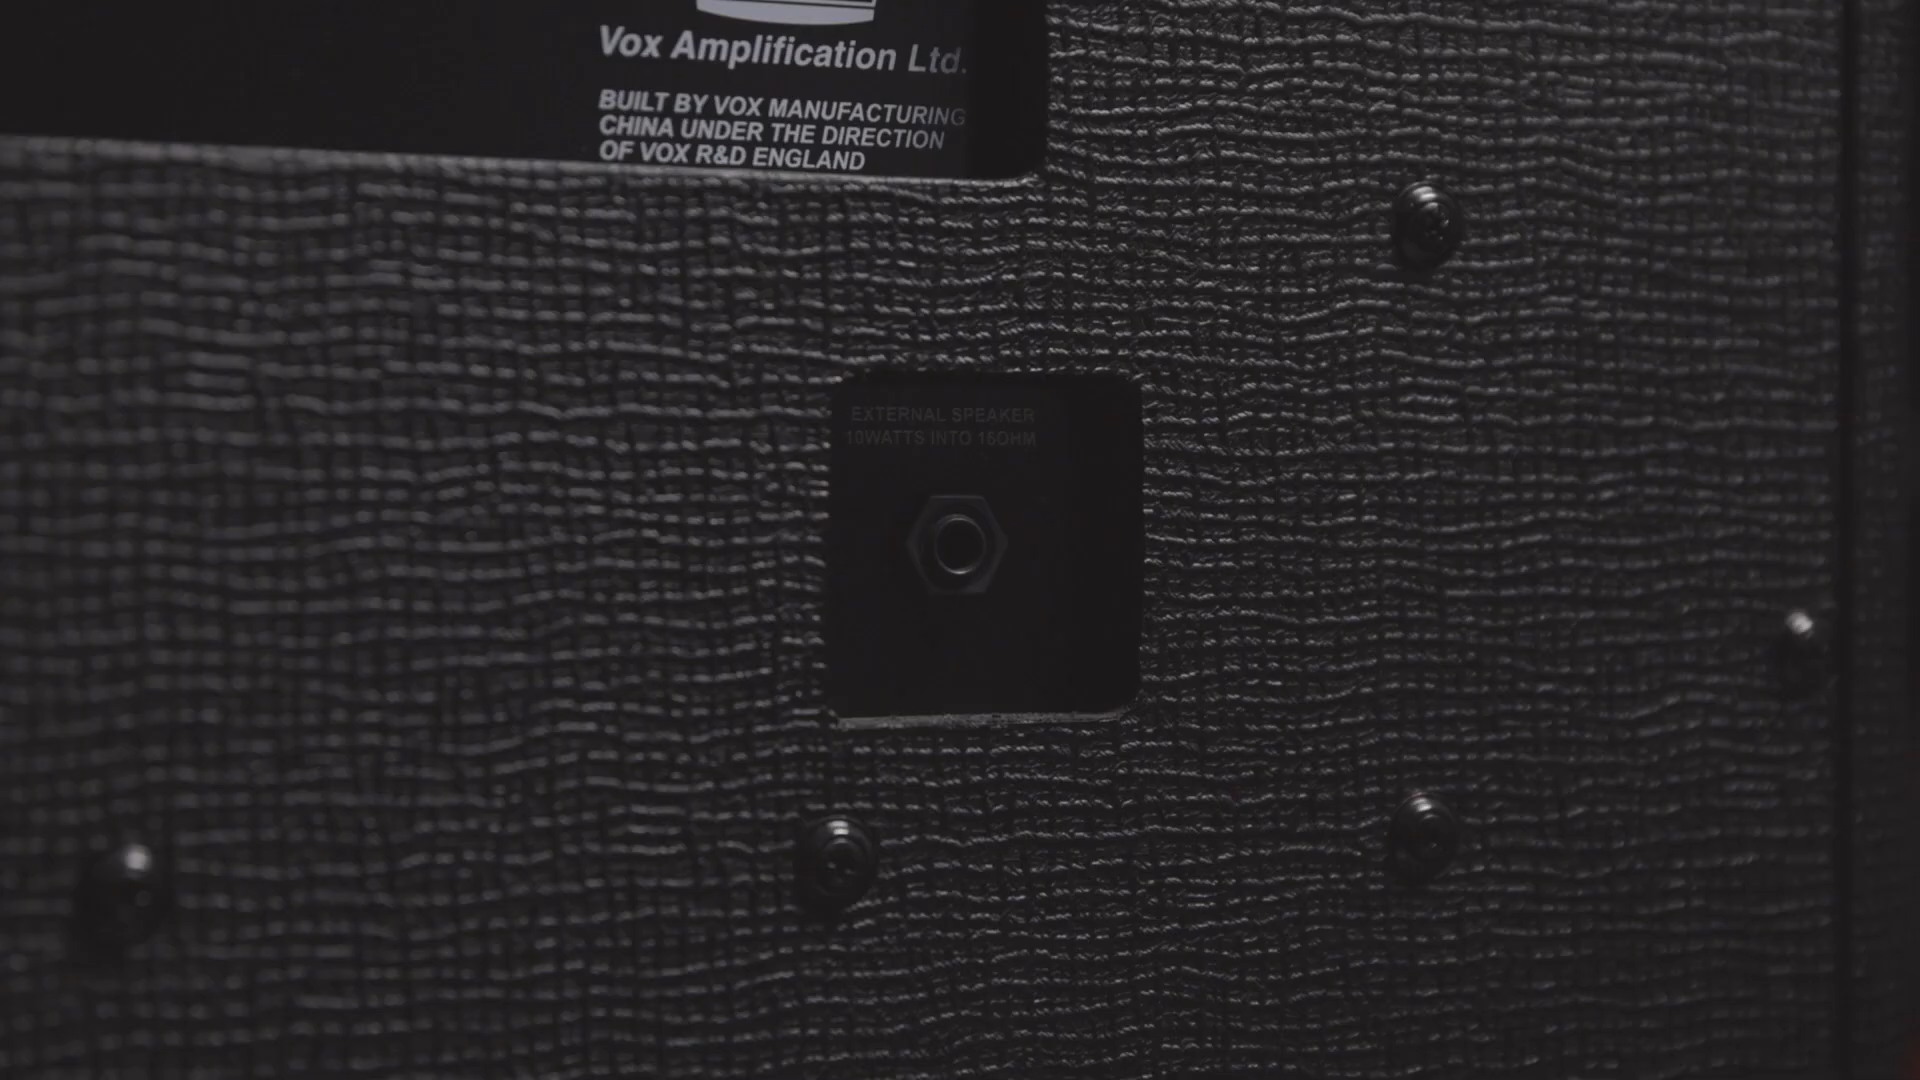 Vox Amplification Ltd.
BUILT BY VOX MANUFACTURING
CHINA UNDER THE DIRECTION
OF VOX R&D ENGLAND
EXTERNAL SPEAKER
10WATTS INTO 16OHM